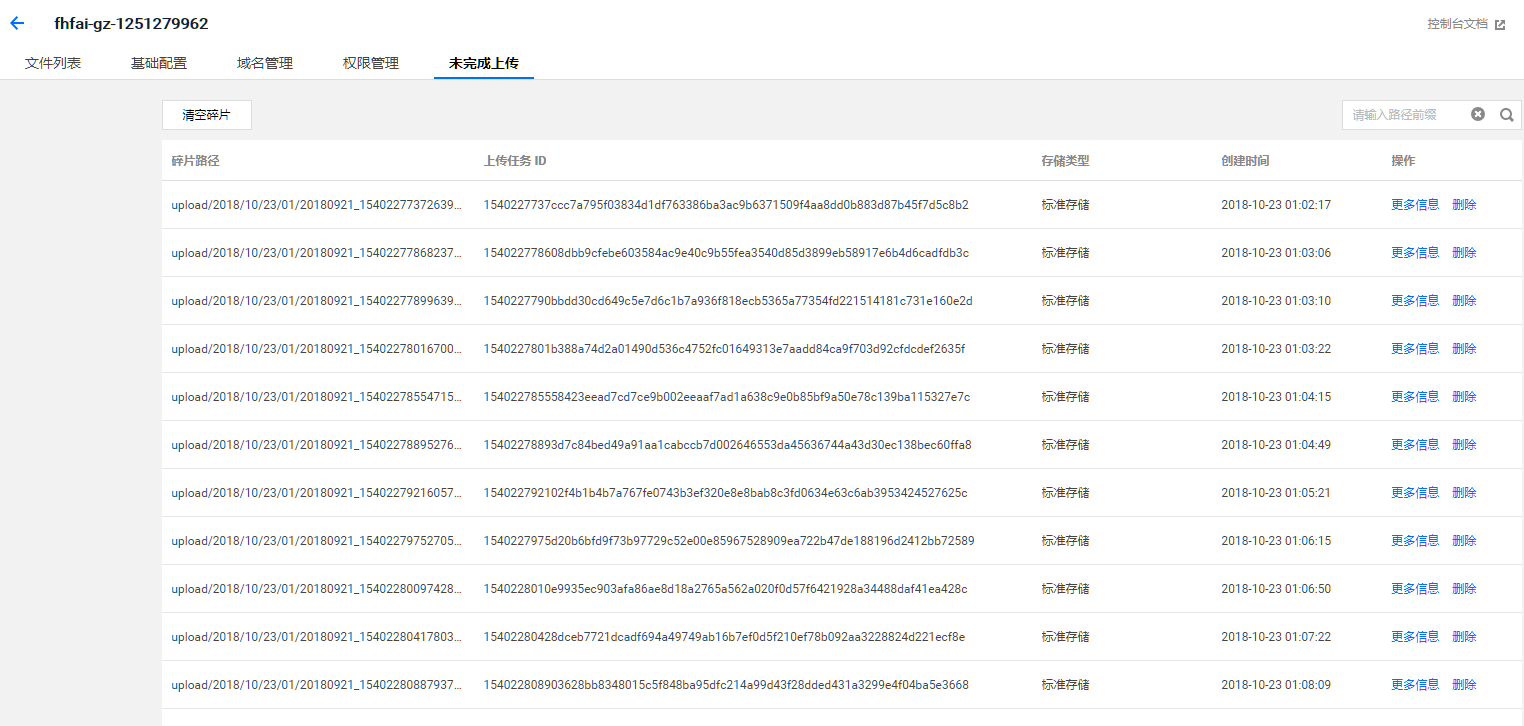 fhfai-gz-1251279962
控制台文档
文件列表 基础配置 域名管理 权限管理 未完成上传
清空碎片 请输入路径前缀
碎片路径 上传任务 ID 存储类型 创建时间 操作
upload/2018/10/23/01/20180921_15402277372639... 1540227737ccc7a795f03834d1df763386ba3ac9b6371509f4aa8dd0b883d87b45f7d5c8b2 标准存储 2018-10-23 01:02:17 更多信息 删除
upload/2018/10/23/01/20180921_15402277868237... 154022778608dbb9cfebe603584ac9e40c9b55fea3540d85d3899eb58917e6b4d6cadfdb3c 标准存储 2018-10-23 01:03:06 更多信息 删除
upload/2018/10/23/01/20180921_15402277899639... 1540227790bbdd30cd649c5e7d6c1b7a936f818ecb5365a77354fd221514181c731e160e2d 标准存储 2018-10-23 01:03:10 更多信息 删除
upload/2018/10/23/01/20180921_15402278016700... 1540227801b388a74d2a01490d536c4752fc01649313e7aadd84ca9f703d92cfdcdef2635f 标准存储 2018-10-23 01:03:22 更多信息 删除
upload/2018/10/23/01/20180921_15402278554715... 154022785558423eead7cd7ce9b002eeaaf7ad1a638c9e0b85bf9a50e78c139ba115327e7c 标准存储 2018-10-23 01:04:15 更多信息 删除
upload/2018/10/23/01/20180921_15402278895276... 15402278893d7c84bed49a91aa1cabccb7d002646553da45636744a43d30ec138bec60ffa8 标准存储 2018-10-23 01:04:49 更多信息 删除
upload/2018/10/23/01/20180921_15402279216057... 154022792102f4b1b4b7a767fe0743b3ef320e8e8bab8c3fd0634e63c6ab3953424527625c 标准存储 2018-10-23 01:05:21 更多信息 删除
upload/2018/10/23/01/20180921_15402279752705... 1540227975d20b6bfd9f73b97729c52e00e85967528909ea722b47de188196d2412bb72589 标准存储 2018-10-23 01:06:15 更多信息 删除
upload/2018/10/23/01/20180921_15402280097428... 1540228010e9935ec903afa86ae8d18a2765a562a020f0d57f6421928a34488daf41ea428c 标准存储 2018-10-23 01:06:50 更多信息 删除
upload/2018/10/23/01/20180921_15402280417803... 15402280428dceb7721dcadf694a49749ab16b7ef0d5f210ef78b092aa3228824d221ecf8e 标准存储 2018-10-23 01:07:22 更多信息 删除
upload/2018/10/23/01/20180921_15402280887937... 154022808903628bb8348015c5f848ba95dfc214a99d43f28dded431a3299e4f04ba5e3668 标准存储 2018-10-23 01:08:09 更多信息 删除